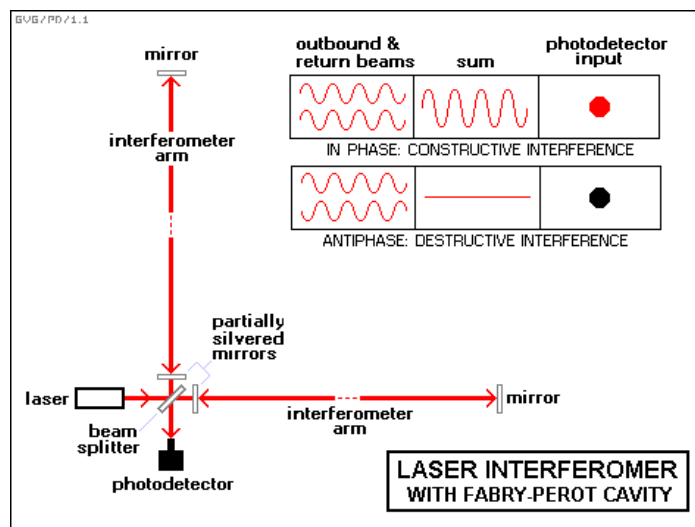 GVG/PD/1.1
mirror
outbound &
return beams
sum
photodetector
input
IN PHASE: CONSTRUCTIVE INTERFERENCE
ANTIPHASE: DESTRUCTIVE INTERFERENCE
interferometer
arm
partially
silvered
mirrors
laser
beam
splitter
photodetector
interferometer
arm
mirror
LASER INTERFEROMER
WITH FABRY-PEROT CAVITY